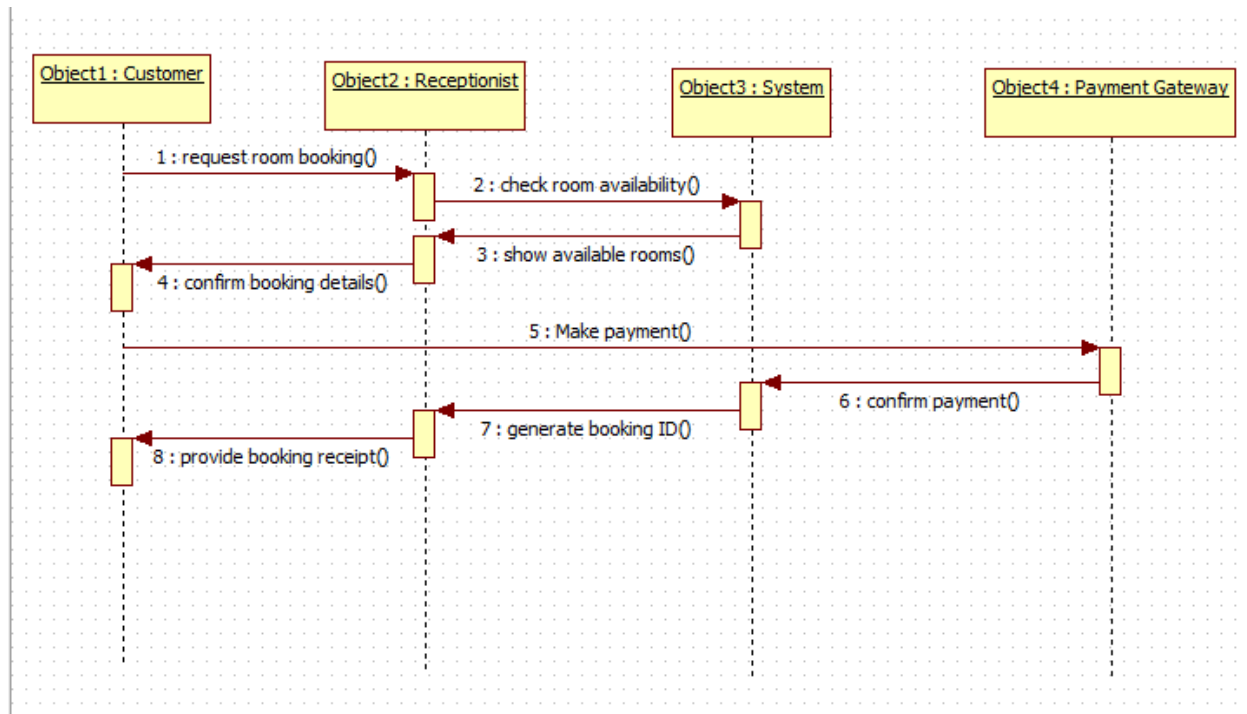 Object1 : Customer
Object2 : Receptionist
Object3 : System
Object4 : Payment Gateway
1 : request room booking()
2 : check room availability()
3 : show available rooms()
4 : confirm booking details()
5 : Make payment()
6 : confirm payment()
7 : generate booking ID()
8 : provide booking receipt()